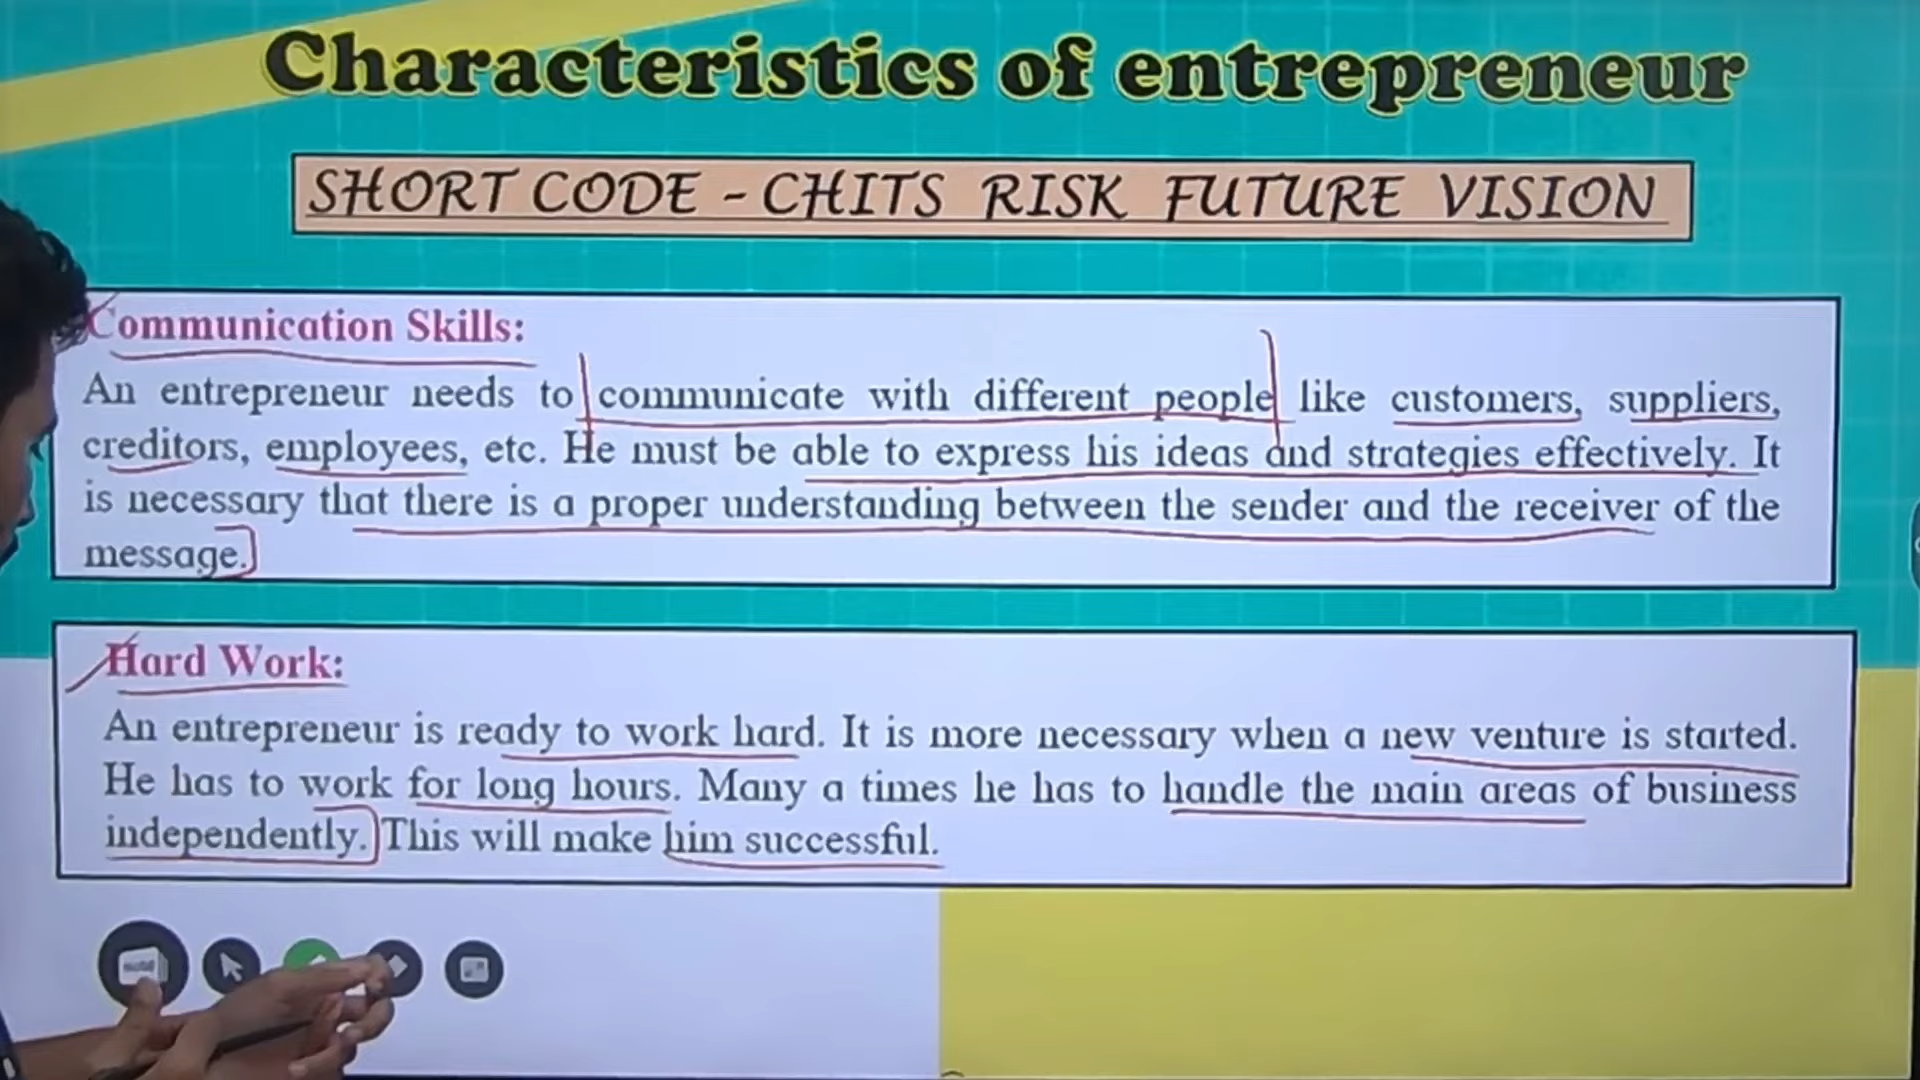 Characteristics of entrepreneur
SHORT CODE - CHITS RISK FUTURE VISION
Communication Skills:
An entrepreneur needs to communicate with different people like customers, suppliers,
creditors, employees, etc. He must be able to express his ideas and strategies effectively. It
is necessary that there is a proper understanding between the sender and the receiver of the
message.
Hard Work:
An entrepreneur is ready to work hard. It is more necessary when a new venture is started.
He has to work for long hours. Many a times he has to handle the main areas of business
independently. This will make him successful.